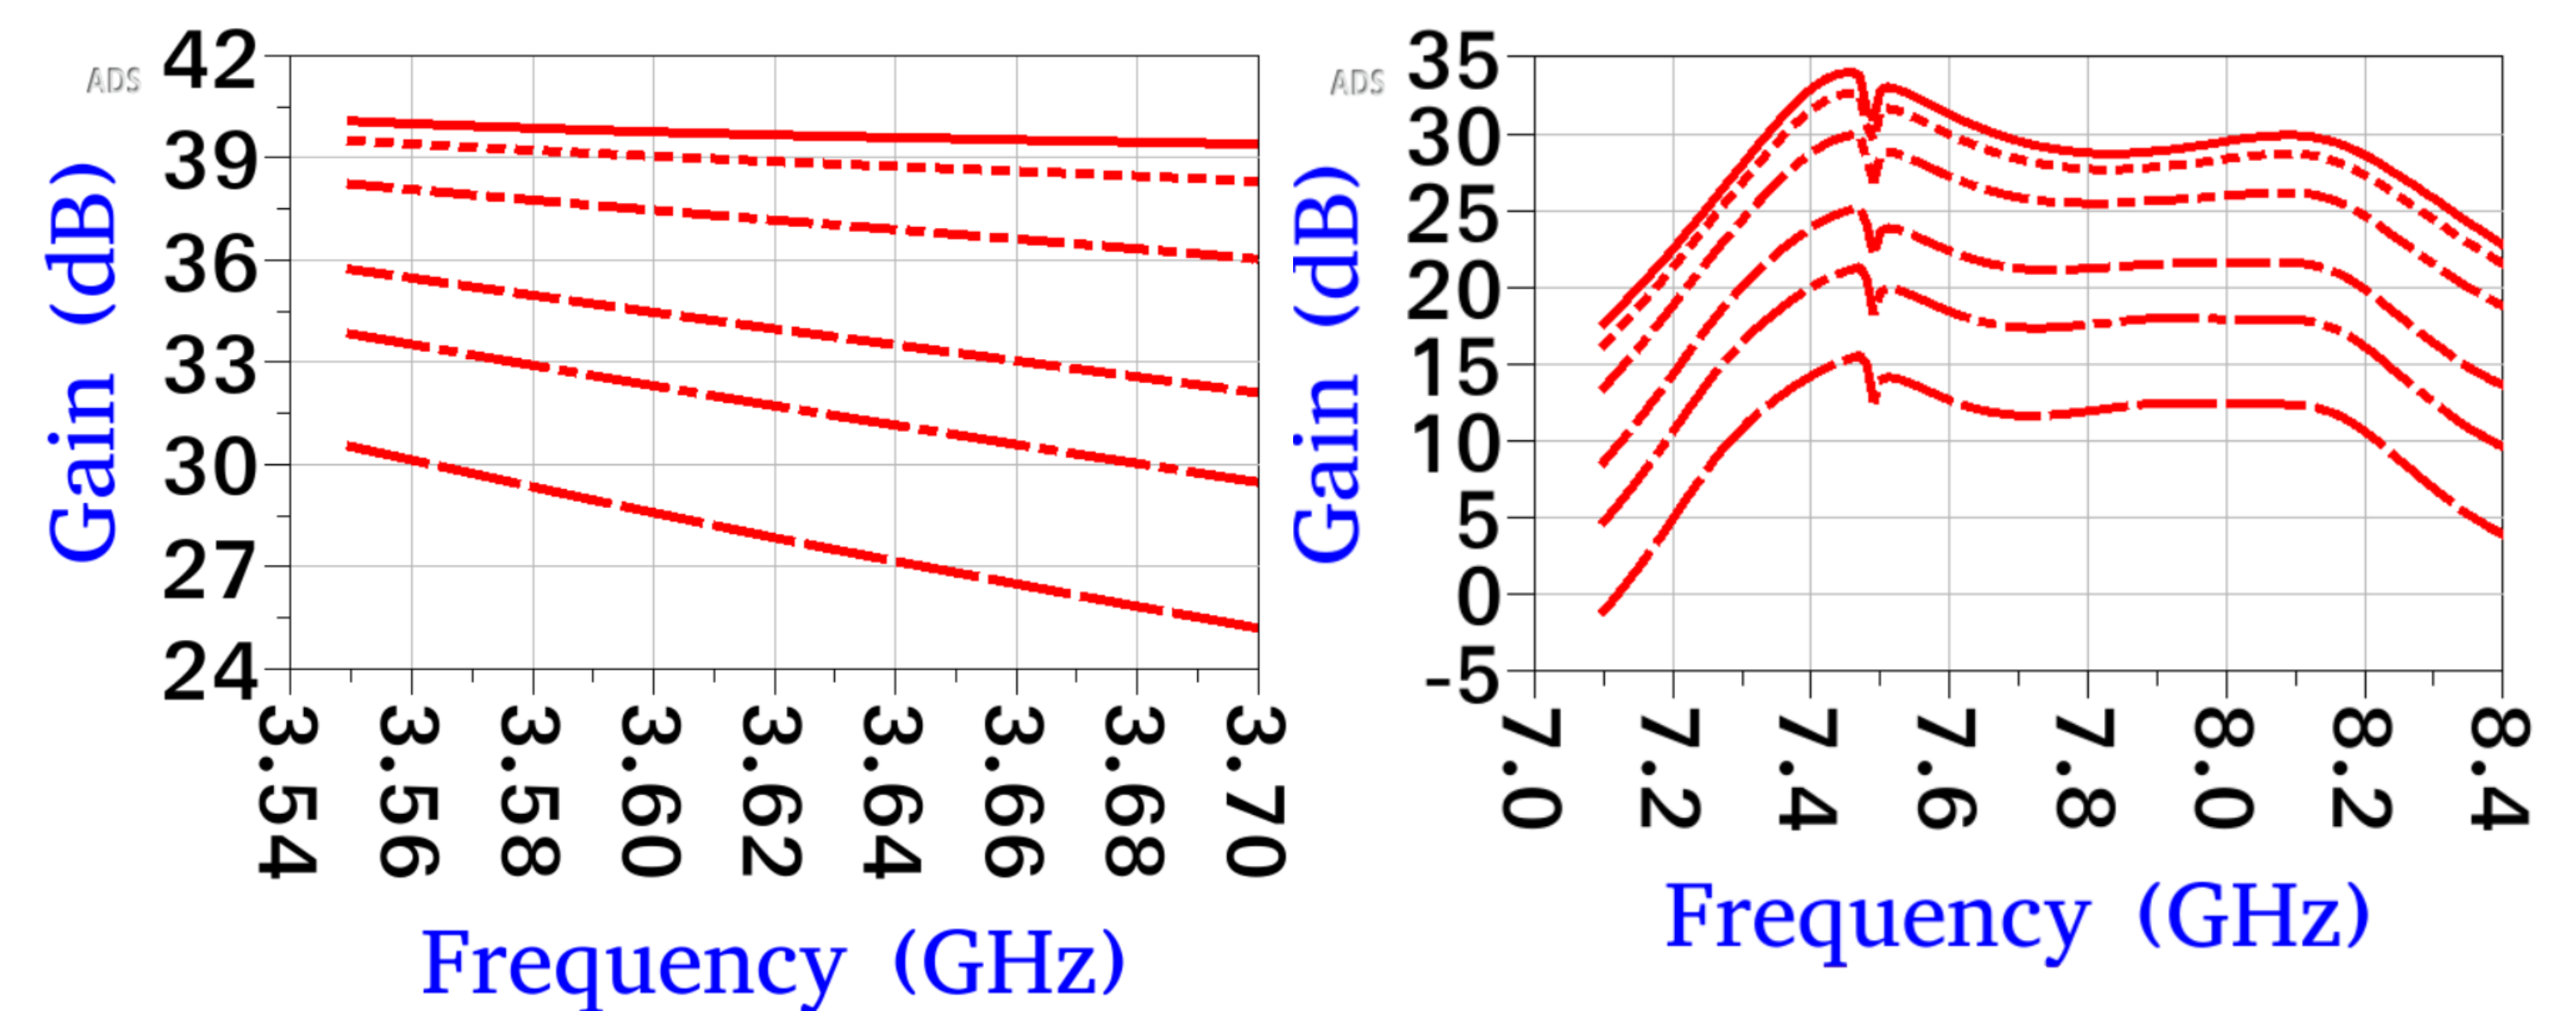 ADS
42
39
36
33
30
27
24
Gain (dB)
3.54 3.56 3.58 3.60 3.62 3.64 3.66 3.68 3.70
Frequency (GHz)
ADS
35
30
25
20
15
10
5
0
-5
Gain (dB)
7.0 7.2 7.4 7.6 7.8 8.0 8.2 8.4
Frequency (GHz)